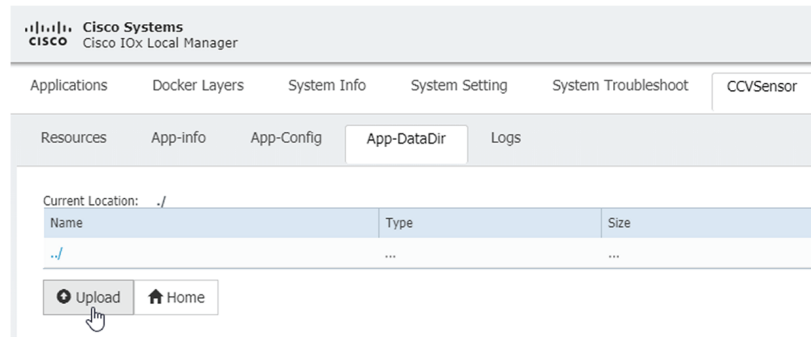 Cisco Systems
CISCO Cisco IOx Local Manager
Applications Docker Layers System Info System Setting System Troubleshoot CCVSensor
Resources App-info App-Config App-DataDir Logs
Current Location: ./
Name Type Size
../ ... ...
Upload Home